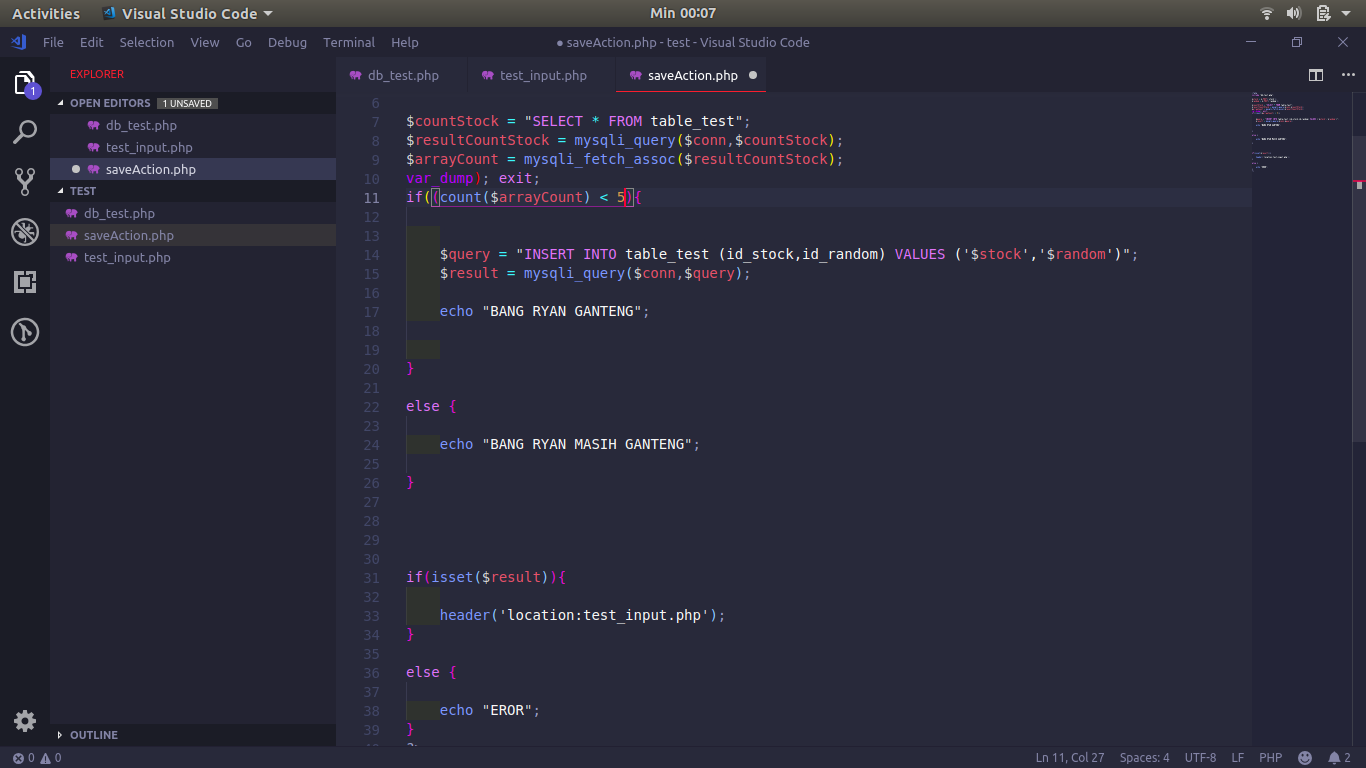 Activities Visual Studio Code Min 00:07
File Edit Selection View Go Debug Terminal Help ● saveAction.php - test - Visual Studio Code
1
EXPLORER
OPEN EDITORS 1 UNSAVED
db_test.php
test_input.php
saveAction.php
TEST
db_test.php
saveAction.php
test_input.php
OUTLINE
db_test.php test_input.php saveAction.php
6
7 $countStock = "SELECT * FROM table_test";
8 $resultCountStock = mysqli_query($conn,$countStock);
9 $arrayCount = mysqli_fetch_assoc($resultCountStock);
10 var_dump); exit;
11 if((count($arrayCount) < 5){
12
13
14 $query = "INSERT INTO table_test (id_stock,id_random) VALUES ('$stock','$random')";
15 $result = mysqli_query($conn,$query);
16
17 echo "BANG RYAN GANTENG";
18
19
20 }
21
22 else {
23
24 echo "BANG RYAN MASIH GANTENG";
25
26 }
27
28
29
30
31 if(isset($result)){
32
33 header('location:test_input.php');
34 }
35
36 else {
37
38 echo "EROR";
39 }
0 0 Ln 11, Col 27 Spaces: 4 UTF-8 LF PHP 2